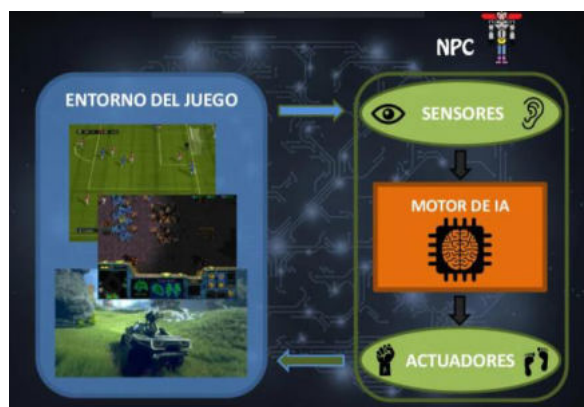 NPC
ENTORNO DEL JUEGO
SENSORES
MOTOR DE IA
ACTUADORES